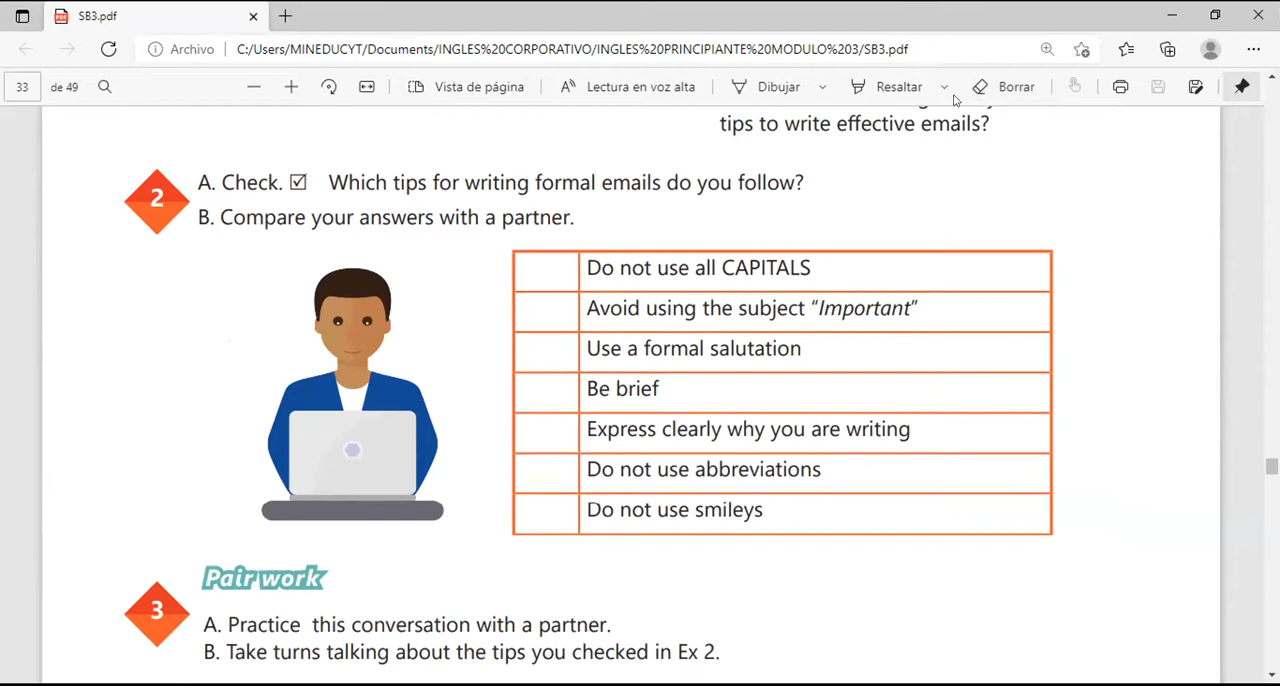 SB3.pdf
Archivo C:/Users/MINEDUCYT/Documents/INGLES%20CORPORATIVO/INGLES%20PRINCIPIANTE%20MODULO%203/SB3.pdf
33 de 49 Vista de página Lectura en voz alta Dibujar Resaltar Borrar
tips to write effective emails?
2
A. Check. ☑ Which tips for writing formal emails do you follow?
B. Compare your answers with a partner.
Do not use all CAPITALS
Avoid using the subject “Important”
Use a formal salutation
Be brief
Express clearly why you are writing
Do not use abbreviations
Do not use smileys
Pair work
3
A. Practice this conversation with a partner.
B. Take turns talking about the tips you checked in Ex 2.